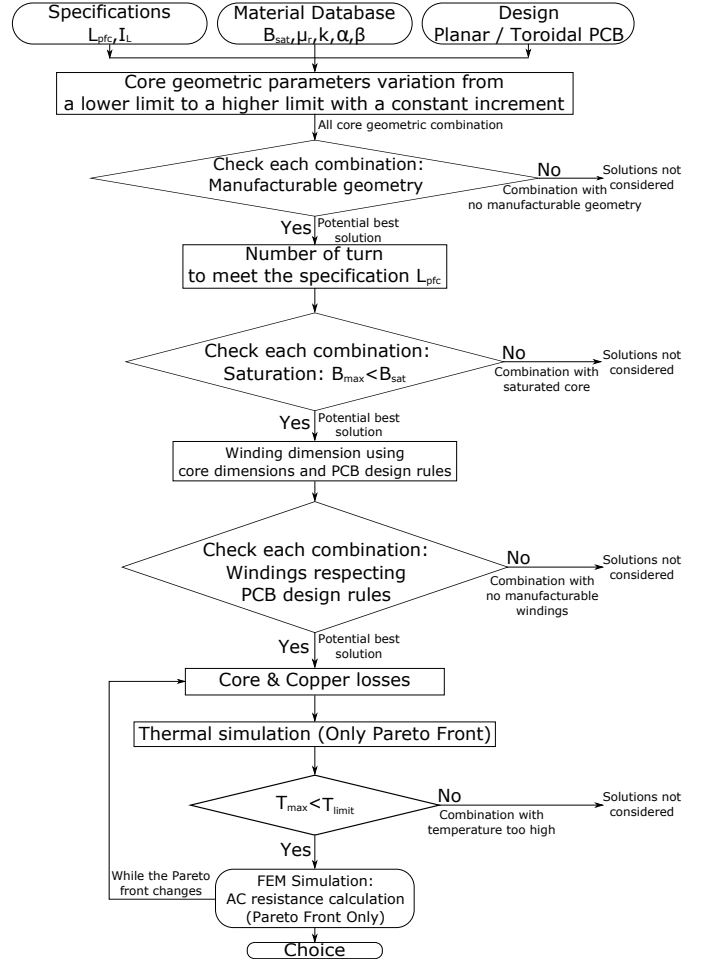 Specifications
Lpfc,IL
Material Database
Bsat,μr,k,α,β
Design
Planar / Toroidal PCB
Core geometric parameters variation from
a lower limit to a higher limit with a constant increment
All core geometric combination
Check each combination:
Manufacturable geometry
No
Combination with
no manufacturable geometry
Solutions not
considered
Yes
Potential best
solution
Number of turn
to meet the specification Lpfc
Check each combination:
Saturation: Bmax<Bsat
No
Combination with
saturated core
Solutions not
considered
Yes
Potential best
solution
Winding dimension using
core dimensions and PCB design rules
Check each combination:
Windings respecting
PCB design rules
No
Combination with
no manufacturable
windings
Solutions not
considered
Yes
Potential best
solution
Core & Copper losses
Thermal simulation (Only Pareto Front)
Tmax<Tlimit
No
Combination with
temperature too high
Solutions not
considered
Yes
While the Pareto
front changes
FEM Simulation:
AC resistance calculation
(Pareto Front Only)
Choice